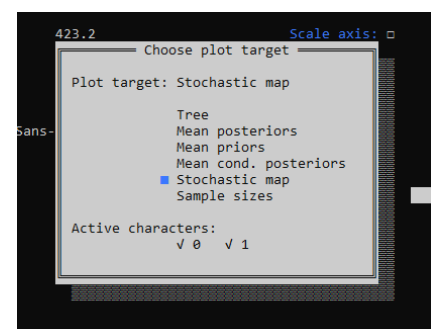 423.2 Scale axis: □
Choose plot target
Plot target: Stochastic map
Tree
Sans-
Mean posteriors
Mean priors
Mean cond. posteriors
■ Stochastic map
Sample sizes
Active characters:
√ 0 √ 1